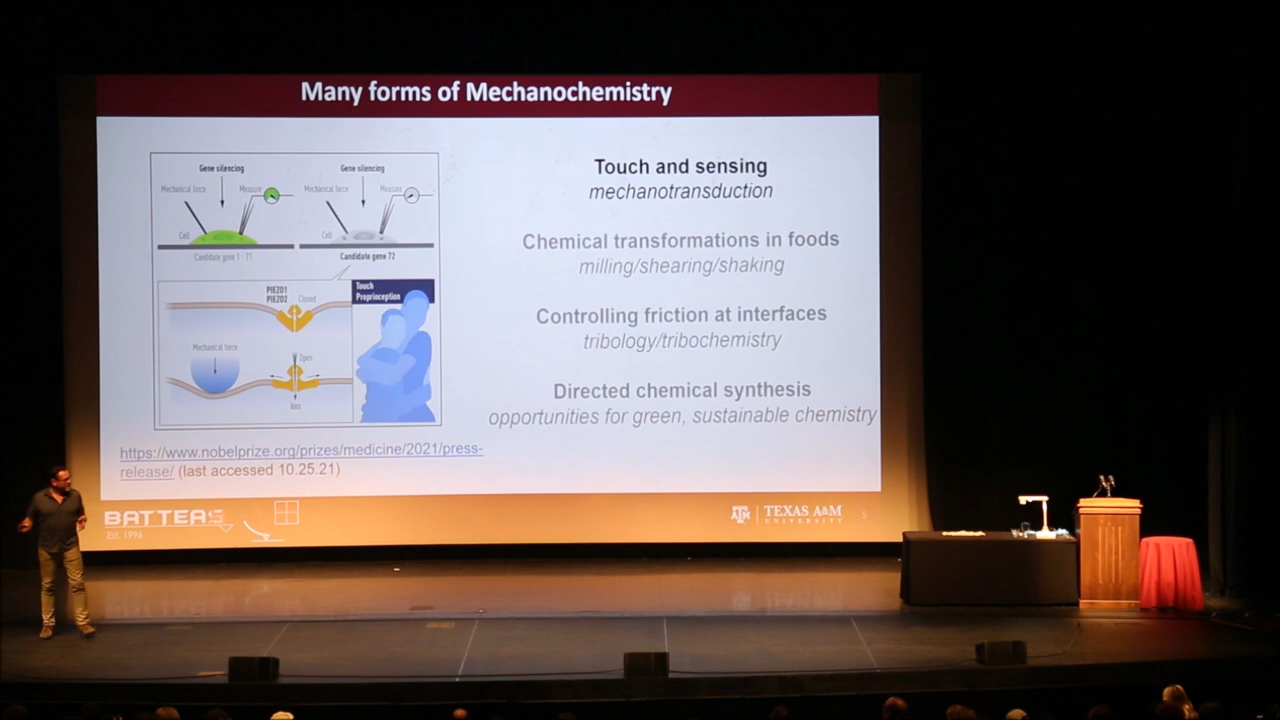 Many forms of Mechanochemistry
Gene silencing
Mechanical force
Measure
Cell
Candidate gene 1 - 71
Gene silencing
Mechanical force
Measure
Cell
Candidate gene 72
PIEZO1
PIEZO2
Closed
Mechanical force
Open
Ions
Touch
Proprioception
https://www.nobelprize.org/prizes/medicine/2021/press-
release/ (last accessed 10.25.21)
Touch and sensing
mechanotransduction
Chemical transformations in foods
milling/shearing/shaking
Controlling friction at interfaces
tribology/tribochemistry
Directed chemical synthesis
opportunities for green, sustainable chemistry
BATTEAS
Est. 1996
ATM
TEXAS A&M
UNIVERSITY
5